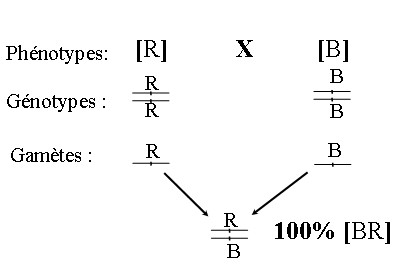 Phénotypes: [R] X [B]
R B
Génotypes :
R B
Gamètes : R B
R
100% [BR]
B